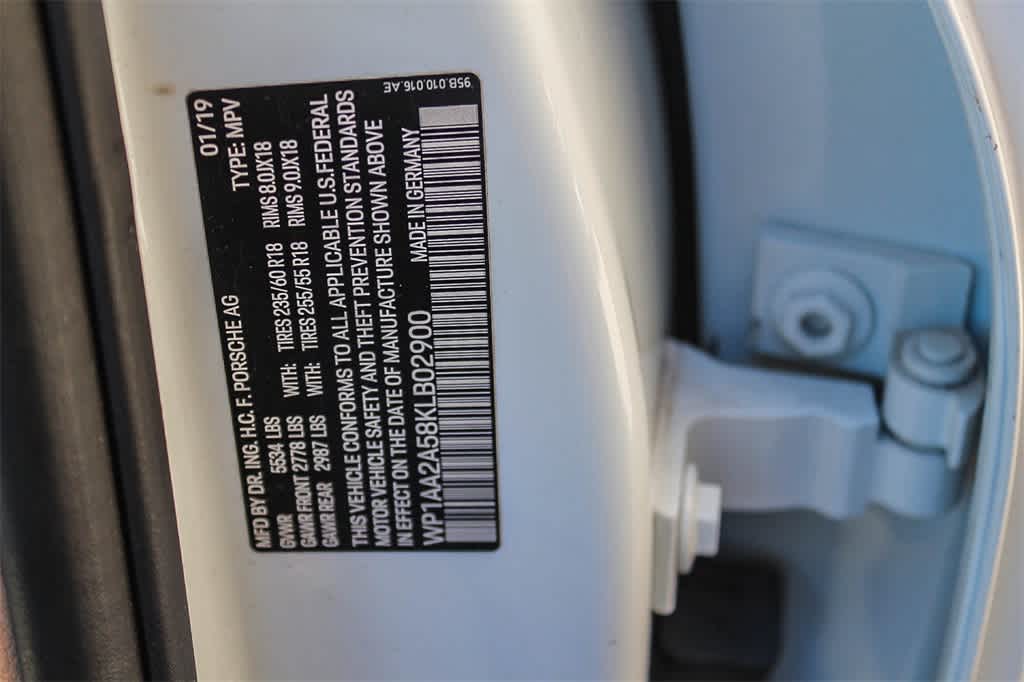 01/19
MFD BY DR. ING. H.C. F. PORSCHE AG TYPE: MPV
GVWR 5534 LBS
GAWR FRONT 2778 LBS WITH: TIRES 235/60 R18 RIMS 8.0JX18
GAWR REAR 2987 LBS WITH: TIRES 255/55 R18 RIMS 9.0JX18
THIS VEHICLE CONFORMS TO ALL APPLICABLE U.S.FEDERAL
MOTOR VEHICLE SAFETY AND THEFT PREVENTION STANDARDS
IN EFFECT ON THE DATE OF MANUFACTURE SHOWN ABOVE
WP1AA2A58KLB02900 MADE IN GERMANY
95B.010.016.AE